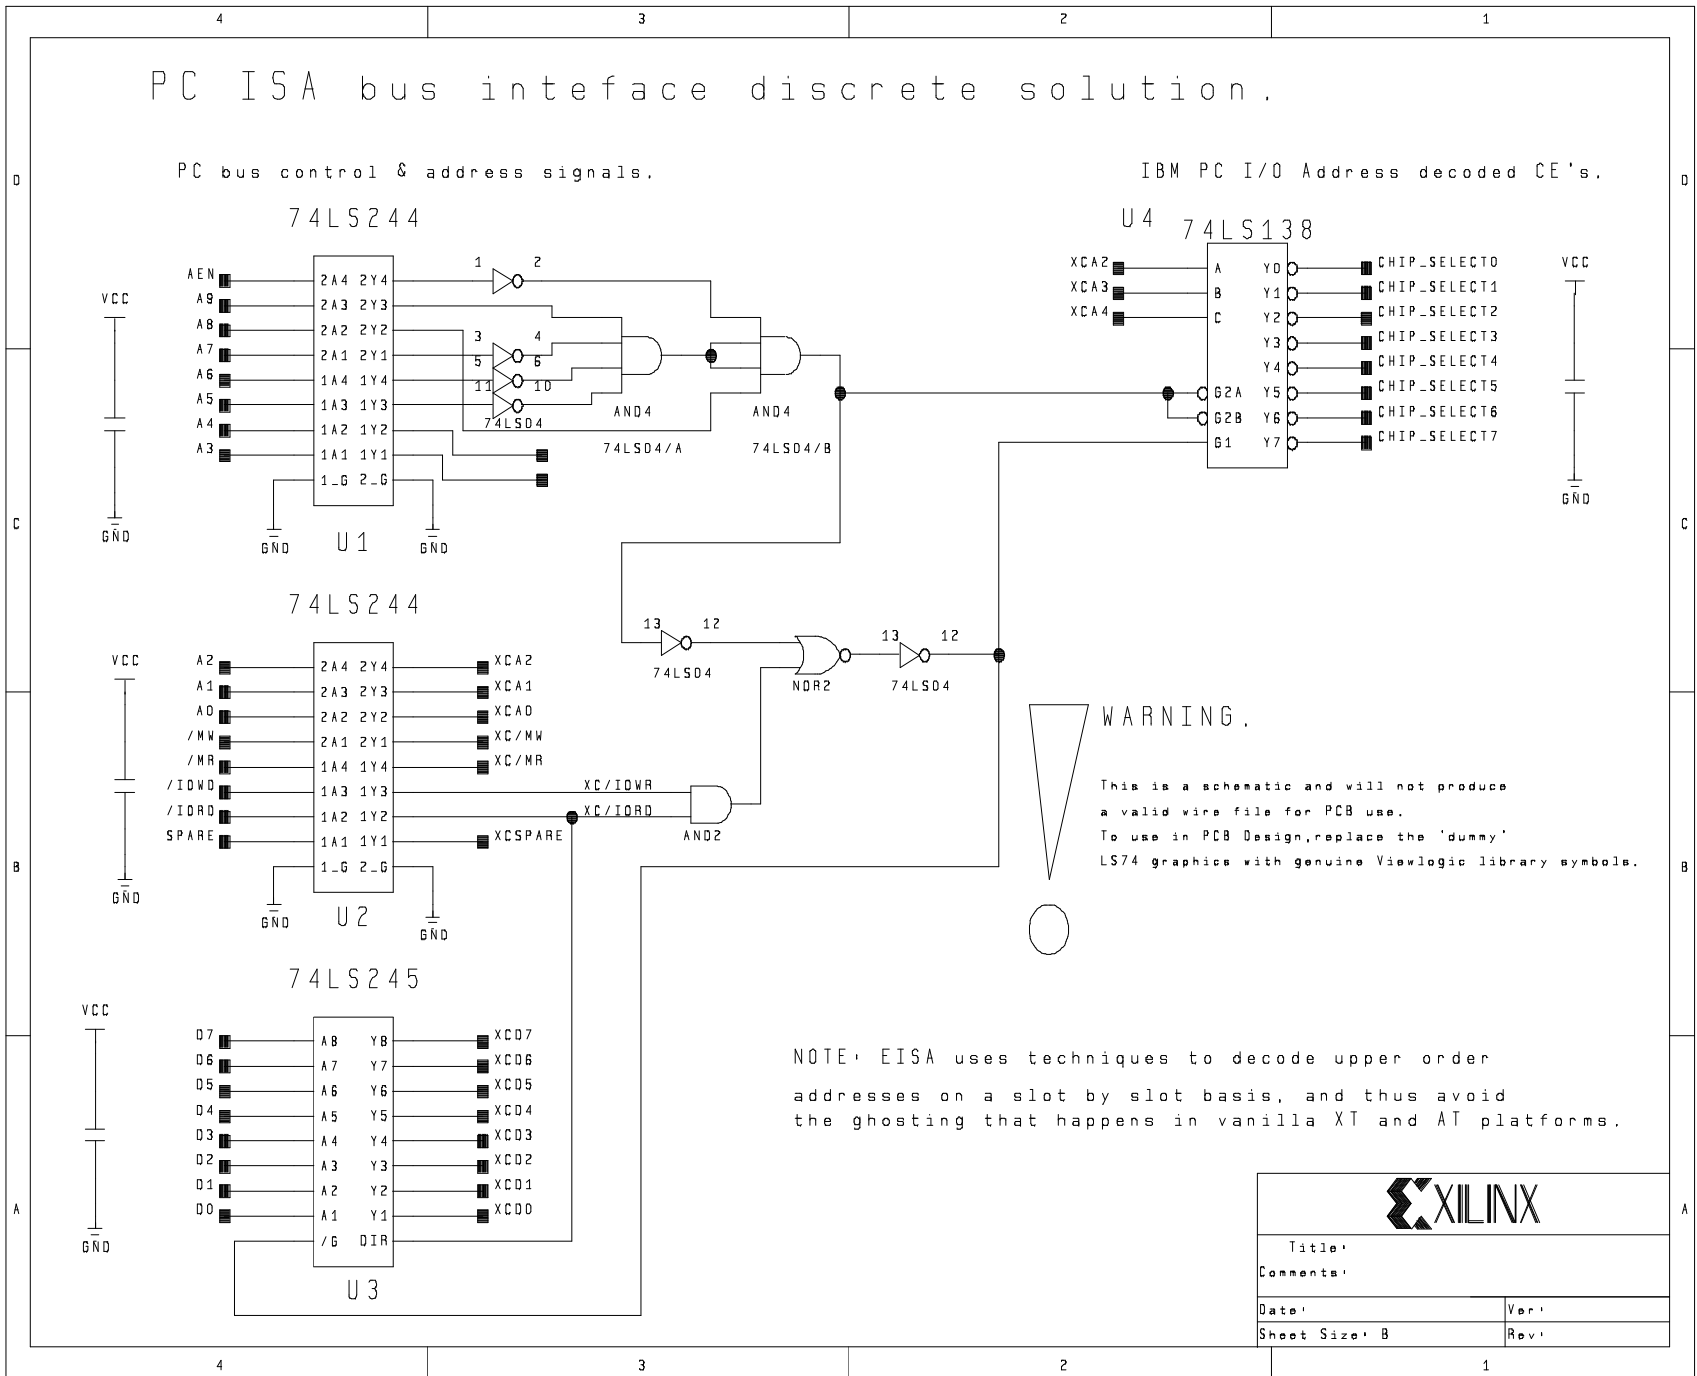 4 3 2 1
PC ISA bus inteface discrete solution.
PC bus control & address signals.
IBM PC I/O Address decoded CE's.
D D
74LS244
U4 74LS138
AEN 2A4 2Y4 1 2
A9 2A3 2Y3
A8 2A2 2Y2
A7 2A1 2Y1 3 4
A6 1A4 1Y4 5 6
A5 1A3 1Y3 11 10
A4 1A2 1Y2 74LS04
A3 1A1 1Y1
1_G 2_G
VCC
GND
GND
GND
U1
AND4
74LS04/A
AND4
74LS04/B
XCA2 A Y0 CHIP_SELECT0
XCA3 B Y1 CHIP_SELECT1
XCA4 C Y2 CHIP_SELECT2
Y3 CHIP_SELECT3
Y4 CHIP_SELECT4
G2A Y5 CHIP_SELECT5
G2B Y6 CHIP_SELECT6
G1 Y7 CHIP_SELECT7
VCC
GND
C C
74LS244
VCC
A2 2A4 2Y4 XCA2
A1 2A3 2Y3 XCA1
A0 2A2 2Y2 XCA0
/MW 2A1 2Y1 XC/MW
/MR 1A4 1Y4 XC/MR
/IOWD 1A3 1Y3 XC/IOWR
/IORD 1A2 1Y2 XC/IORD
SPARE 1A1 1Y1 XCSPARE
1_G 2_G
GND
GND
GND
U2
AND2
13 12
74LS04
NOR2
13 12
74LS04
WARNING.
This is a schematic and will not produce
a valid wire file for PCB use.
To use in PCB Design,replace the 'dummy'
LS74 graphics with genuine Viewlogic library symbols.
B B
74LS245
VCC
D7 A8 Y8 XCD7
D6 A7 Y7 XCD6
D5 A6 Y6 XCD5
D4 A5 Y5 XCD4
D3 A4 Y4 XCD3
D2 A3 Y3 XCD2
D1 A2 Y2 XCD1
D0 A1 Y1 XCD0
/G DIR
GND
U3
NOTE: EISA uses techniques to decode upper order
addresses on a slot by slot basis, and thus avoid
the ghosting that happens in vanilla XT and AT platforms.
A A
XILINX
Title:
Comments:
Date: Ver:
Sheet Size: B Rev:
4 3 2 1